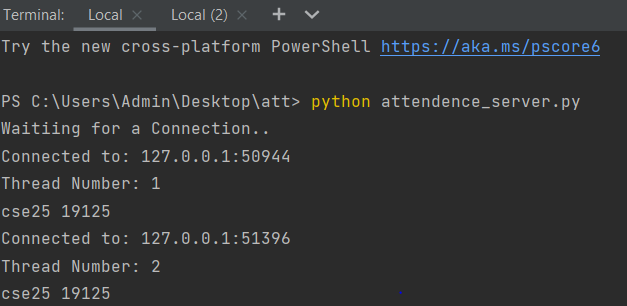 Terminal: Local × Local (2) × +
Try the new cross-platform PowerShell https://aka.ms/pscore6
PS C:\Users\Admin\Desktop\att> python attendence_server.py
Waitiing for a Connection..
Connected to: 127.0.0.1:50944
Thread Number: 1
cse25 19125
Connected to: 127.0.0.1:51396
Thread Number: 2
cse25 19125